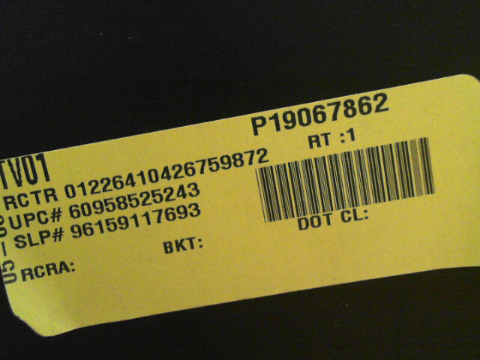 TV01
P19067862
RCTR 01226410426759872
RT :1
UPC# 60958525243
SLP# 96159117693
DOT CL:
BKT:
RCRA: